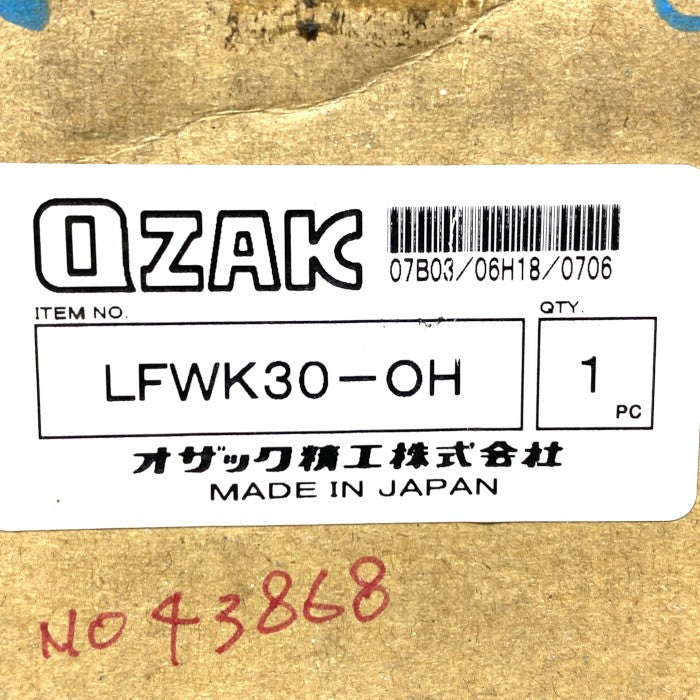 OZAK
07B03/06H18/0706
ITEM NO.
QTY.
LFWK30-OH
1
PC
オザック精工株式会社
MADE IN JAPAN
NO 43868